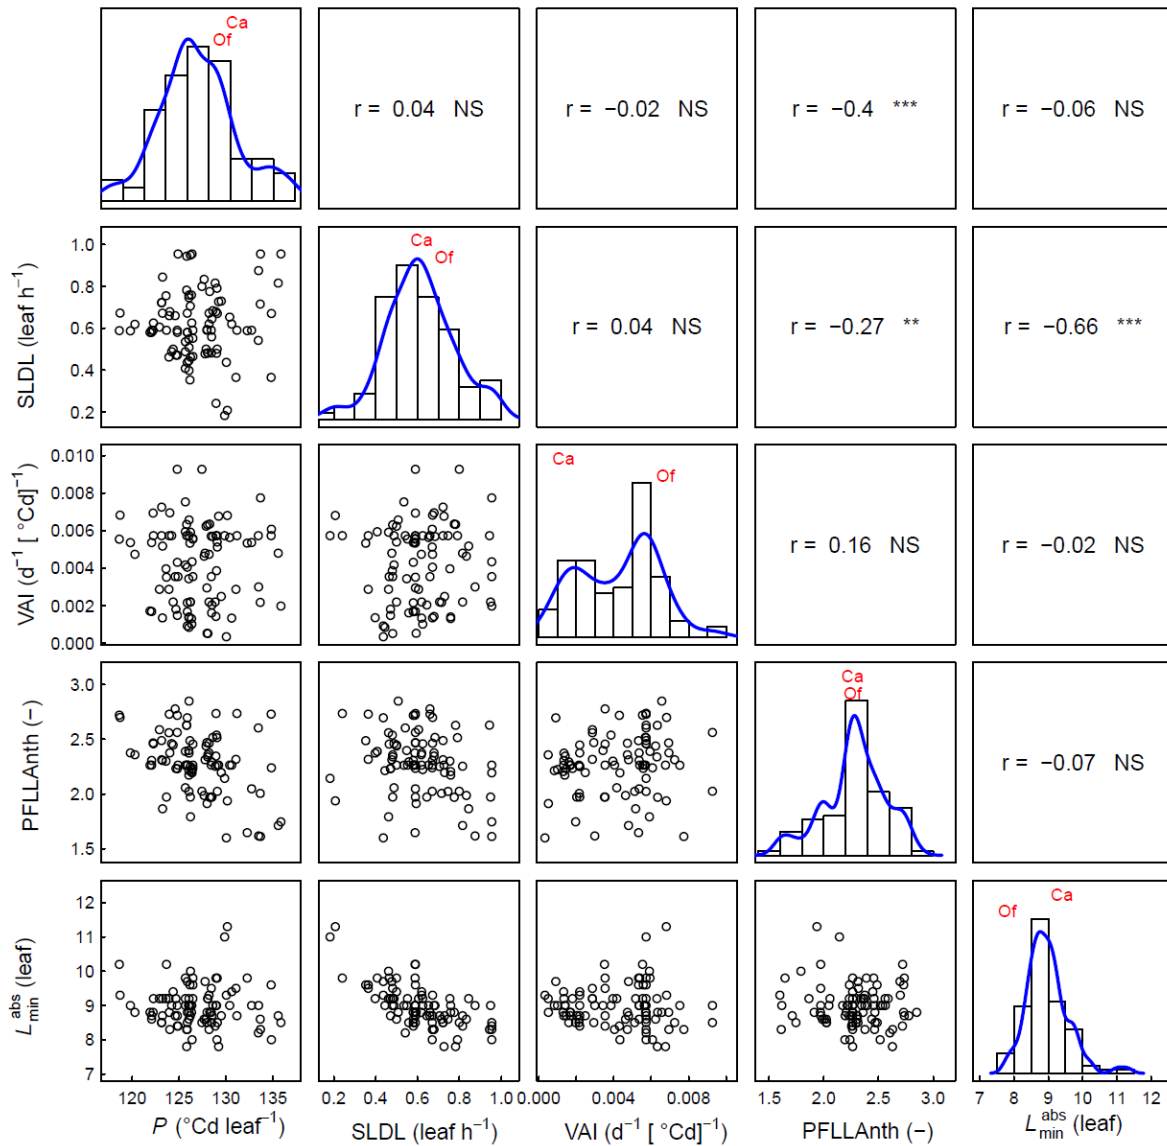 Ca
Of
r = 0.04 NS
r = −0.02 NS
r = −0.4 ***
r = −0.06 NS
SLDL (leaf h⁻¹)
1.0
0.8
0.6
0.4
0.2
Ca
Of
r = 0.04 NS
r = −0.27 **
r = −0.66 ***
VAI (d⁻¹ [ °Cd]⁻¹)
0.010
0.008
0.006
0.004
0.002
0.000
Ca
Of
r = 0.16 NS
r = −0.02 NS
PFLLAnth (−)
3.0
2.5
2.0
1.5
Ca
Of
r = −0.07 NS
L_min^abs (leaf)
12
11
10
9
8
7
Of
Ca
120 125 130 135
0.2 0.4 0.6 0.8 1.0
0.000 0.004 0.008
1.5 2.0 2.5 3.0
7 8 9 10 11 12
P (°Cd leaf⁻¹)
SLDL (leaf h⁻¹)
VAI (d⁻¹ [ °Cd]⁻¹)
PFLLAnth (−)
L_min^abs (leaf)